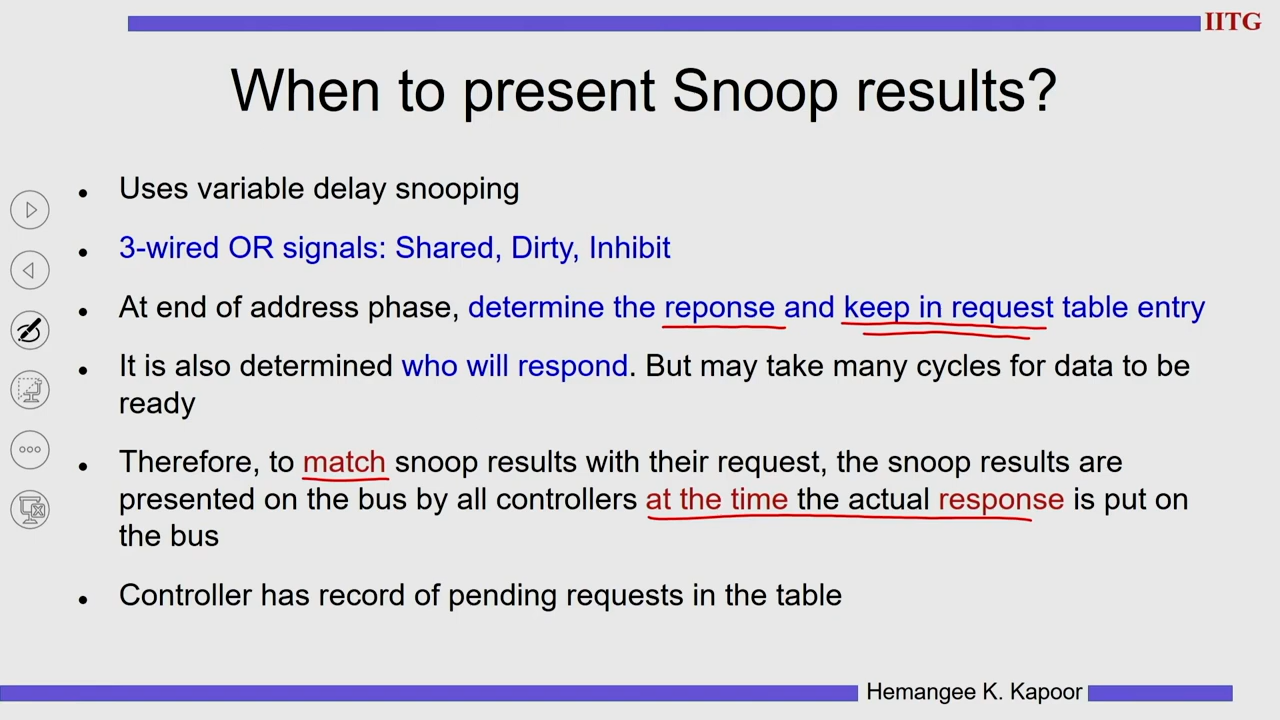 IITG
When to present Snoop results?
• Uses variable delay snooping
• 3-wired OR signals: Shared, Dirty, Inhibit
• At end of address phase, determine the reponse and keep in request table entry
• It is also determined who will respond. But may take many cycles for data to be
ready
• Therefore, to match snoop results with their request, the snoop results are
presented on the bus by all controllers at the time the actual response is put on
the bus
• Controller has record of pending requests in the table
Hemangee K. Kapoor